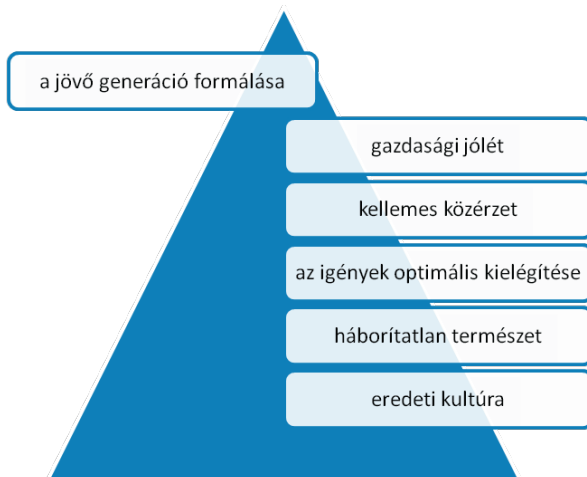 a jövő generáció formálása
gazdasági jólét
kellemes közérzet
az igények optimális kielégítése
háborítatlan természet
eredeti kultúra